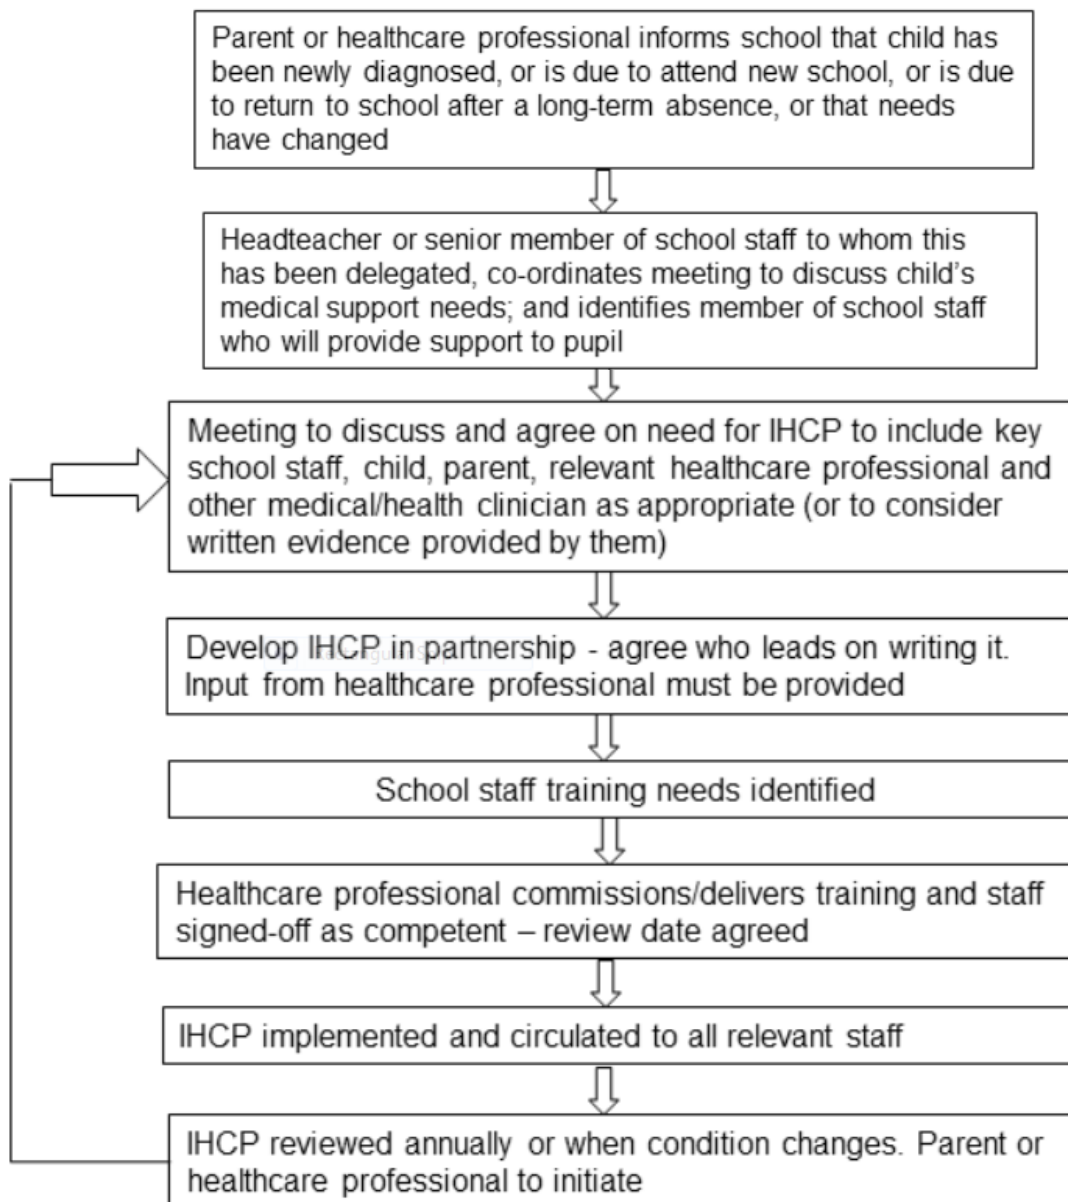 Parent or healthcare professional informs school that child has
been newly diagnosed, or is due to attend new school, or is due
to return to school after a long-term absence, or that needs
have changed
Headteacher or senior member of school staff to whom this
has been delegated, co-ordinates meeting to discuss child's
medical support needs; and identifies member of school staff
who will provide support to pupil
Meeting to discuss and agree on need for IHCP to include key
school staff, child, parent, relevant healthcare professional and
other medical/health clinician as appropriate (or to consider
written evidence provided by them)
Develop IHCP in partnership - agree who leads on writing it.
Input from healthcare professional must be provided
School staff training needs identified
Healthcare professional commissions/delivers training and staff
signed-off as competent – review date agreed
IHCP implemented and circulated to all relevant staff
IHCP reviewed annually or when condition changes. Parent or
healthcare professional to initiate